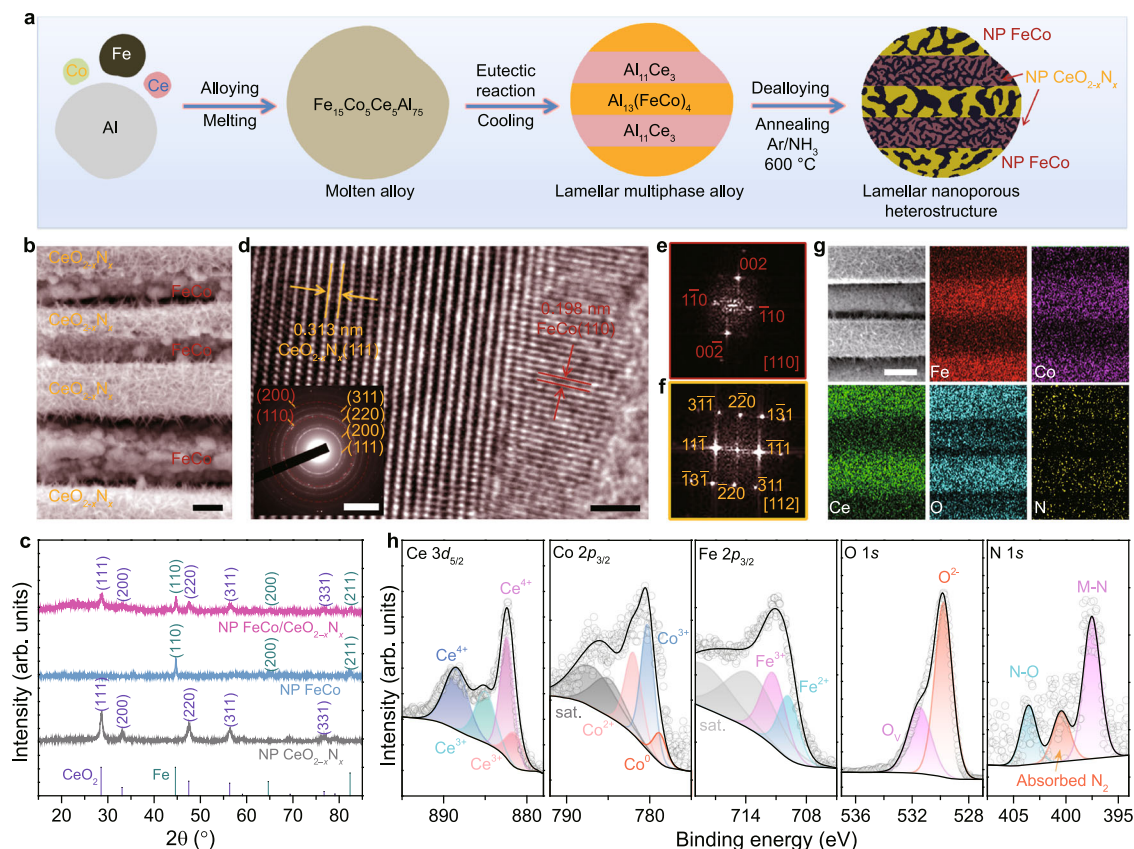 a
Co
Fe
Ce
Al
Alloying
Melting
Fe₁₅Co₅Ce₅Al₇₅
Molten alloy
Eutectic
reaction
Cooling
Al₁₁Ce₃
Al₁₃(FeCo)₄
Al₁₁Ce₃
Lamellar multiphase alloy
Dealloying
Annealing
Ar/NH₃
600 °C
NP FeCo
NP CeO₂₋ₓNₓ
NP FeCo
Lamellar nanoporous
heterostructure
b
CeO₂₋ₓNₓ
FeCo
CeO₂₋ₓNₓ
FeCo
CeO₂₋ₓNₓ
FeCo
CeO₂₋ₓNₓ
d
0.313 nm
CeO₂₋ₓNₓ(111)
0.198 nm
FeCo(110)
(200)
(110)
(311)
(220)
(200)
(111)
e
002
11̅0
1̅10
002̅
[110]
f
31̅1̅
22̅0
13̅1
111̅
1̅1̅1
1̅31̅
2̅20
3̅11
[112]
g
Fe
Co
Ce
O
N
c
Intensity (arb. units)
(111)
(200)
(110)
(220)
(311)
(200)
(331)
(211)
NP FeCo/CeO₂₋ₓNₓ
(110)
(200)
(211)
NP FeCo
(111)
(200)
(220)
(311)
(331)
NP CeO₂₋ₓNₓ
CeO₂
Fe
20
30
40
50
60
70
80
2θ (°)
h
Intensity (arb. units)
Ce 3d₅/₂
Ce⁴⁺
Ce⁴⁺
Ce³⁺
Ce³⁺
890
880
Co 2p₃/₂
Co³⁺
sat.
Co²⁺
Co⁰
790
780
Fe 2p₃/₂
Fe³⁺
Fe²⁺
sat.
714
708
O 1s
O²⁻
Oᵥ
536
532
528
N 1s
M-N
N-O
Absorbed N₂
405
400
395
Binding energy (eV)